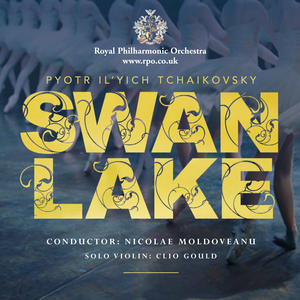 Royal Philharmonic Orchestra
www.rpo.co.uk
PYOTR IL'YICH TCHAIKOVSKY
SWAN
LAKE
CONDUCTOR: NICOLAE MOLDOVEANU
SOLO VIOLIN: CLIO GOULD